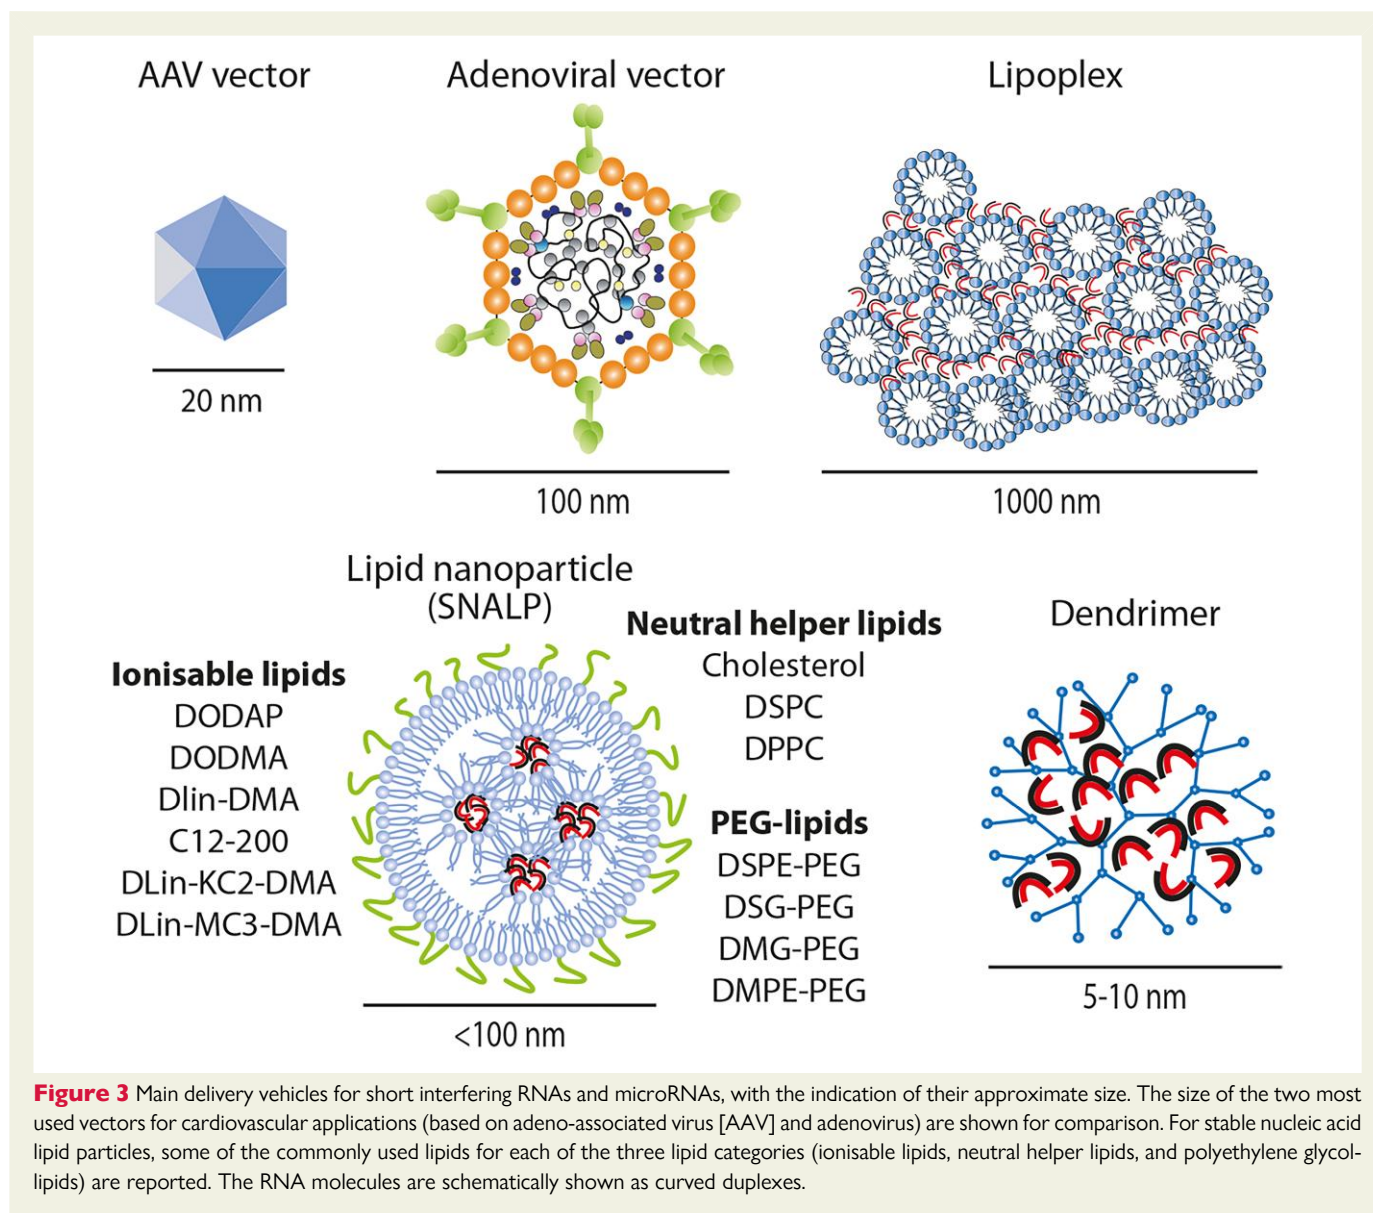 AAV vector
Adenoviral vector
Lipoplex
20 nm
100 nm
1000 nm
Lipid nanoparticle
(SNALP)
Ionisable lipids
DODAP
DODMA
Dlin-DMA
C12-200
DLin-KC2-DMA
DLin-MC3-DMA
<100 nm
Neutral helper lipids
Cholesterol
DSPC
DPPC
PEG-lipids
DSPE-PEG
DSG-PEG
DMG-PEG
DMPE-PEG
Dendrimer
5-10 nm
Figure 3 Main delivery vehicles for short interfering RNAs and microRNAs, with the indication of their approximate size. The size of the two most
used vectors for cardiovascular applications (based on adeno-associated virus [AAV] and adenovirus) are shown for comparison. For stable nucleic acid
lipid particles, some of the commonly used lipids for each of the three lipid categories (ionisable lipids, neutral helper lipids, and polyethylene glycol-
lipids) are reported. The RNA molecules are schematically shown as curved duplexes.